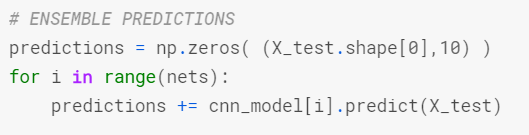 # ENSEMBLE PREDICTIONS
predictions = np.zeros( (X_test.shape[0],10) )
for i in range(nets):
    predictions += cnn_model[i].predict(X_test)